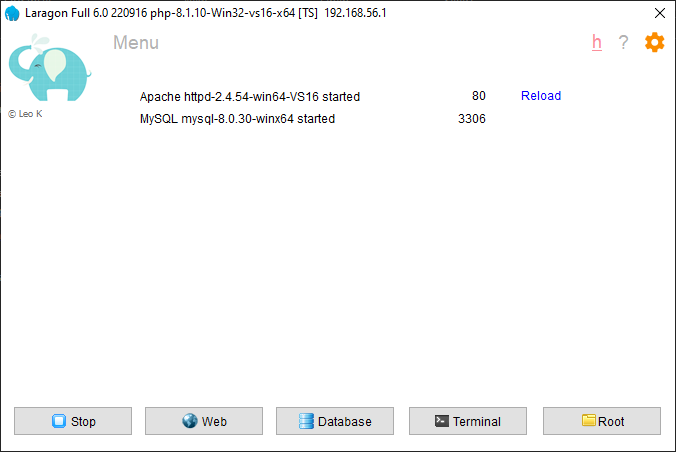 Laragon Full 6.0 220916 php-8.1.10-Win32-vs16-x64 [TS] 192.168.56.1
Menu h ?
© Leo K
Apache httpd-2.4.54-win64-VS16 started 80 Reload
MySQL mysql-8.0.30-winx64 started 3306
Stop Web Database Terminal Root